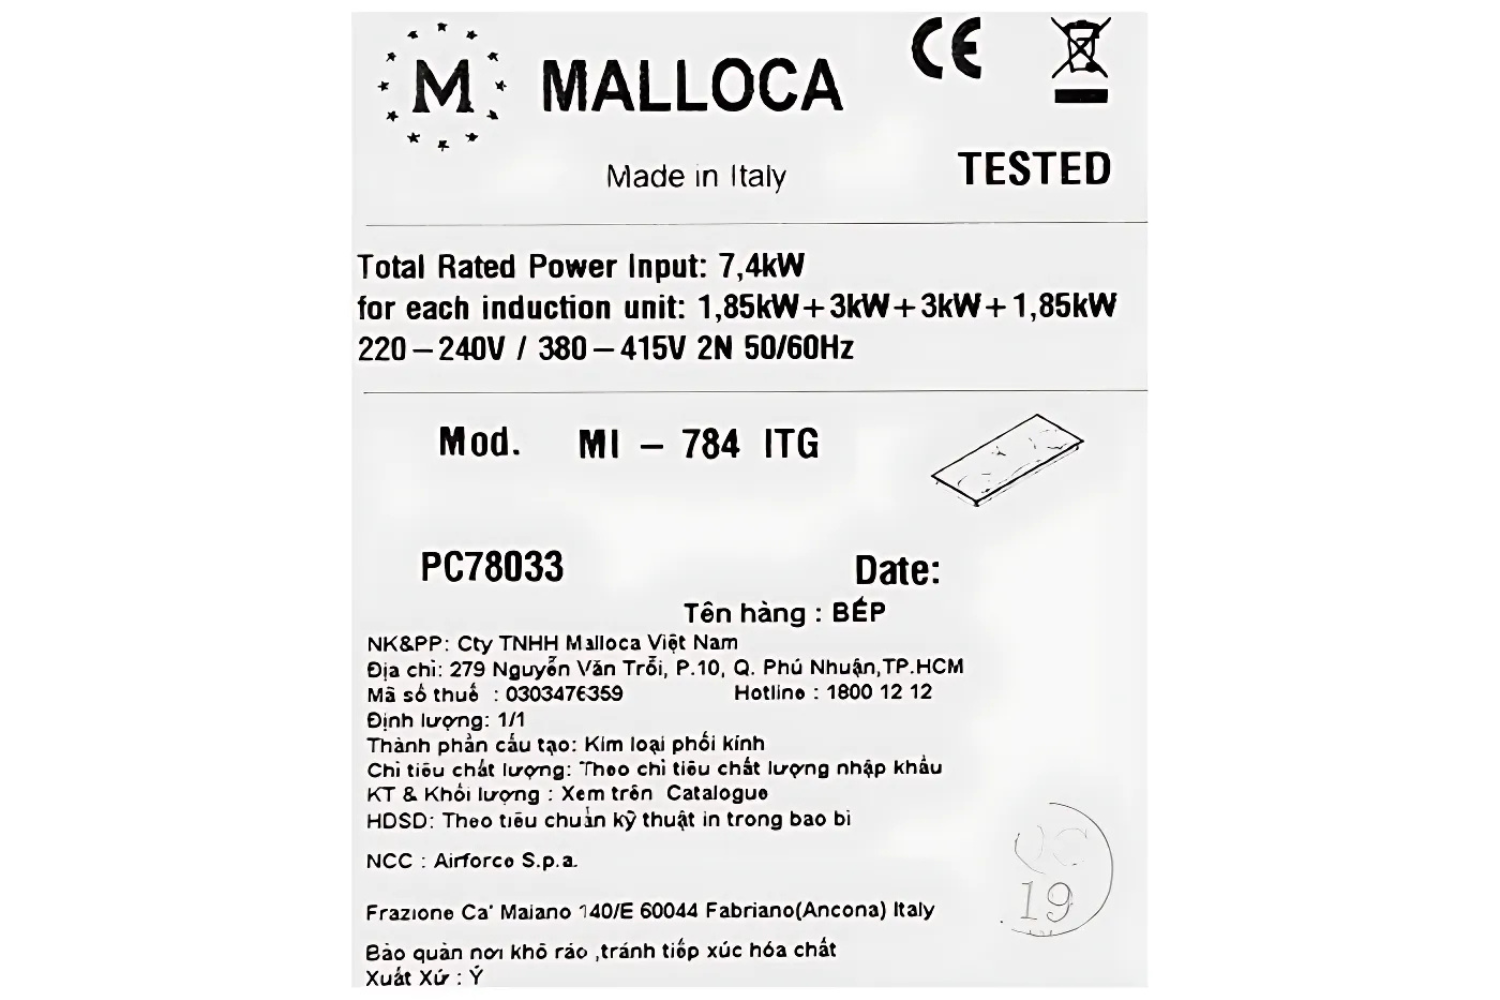 M MALLOCA
Made in Italy
TESTED
Total Rated Power Input: 7,4kW
for each induction unit: 1,85kW+3kW+3kW+1,85kW
220-240V / 380-415V 2N 50/60Hz
Mod. MI - 784 ITG
PC78033 Date:
Tên hàng : BẾP
NK&PP: Cty TNHH Malloca Việt Nam
Địa chỉ: 279 Nguyễn Văn Trỗi, P.10, Q. Phú Nhuận,TP.HCM
Mã số thuế : 0303476359 Hotline : 1800 12 12
Định lượng: 1/1
Thành phần cấu tạo: Kim loại phối kính
Chỉ tiêu chất lượng: Theo chỉ tiêu chất lượng nhập khẩu
KT & Khối lượng : Xem trên Catalogue
HDSD: Theo tiêu chuẩn kỹ thuật in trong bao bì
NCC : Airforce S.p.a.
Frazione Ca' Maiano 140/E 60044 Fabriano(Ancona) Italy
Bảo quản nơi khô ráo ,tránh tiếp xúc hóa chất
Xuất Xứ : Ý
19